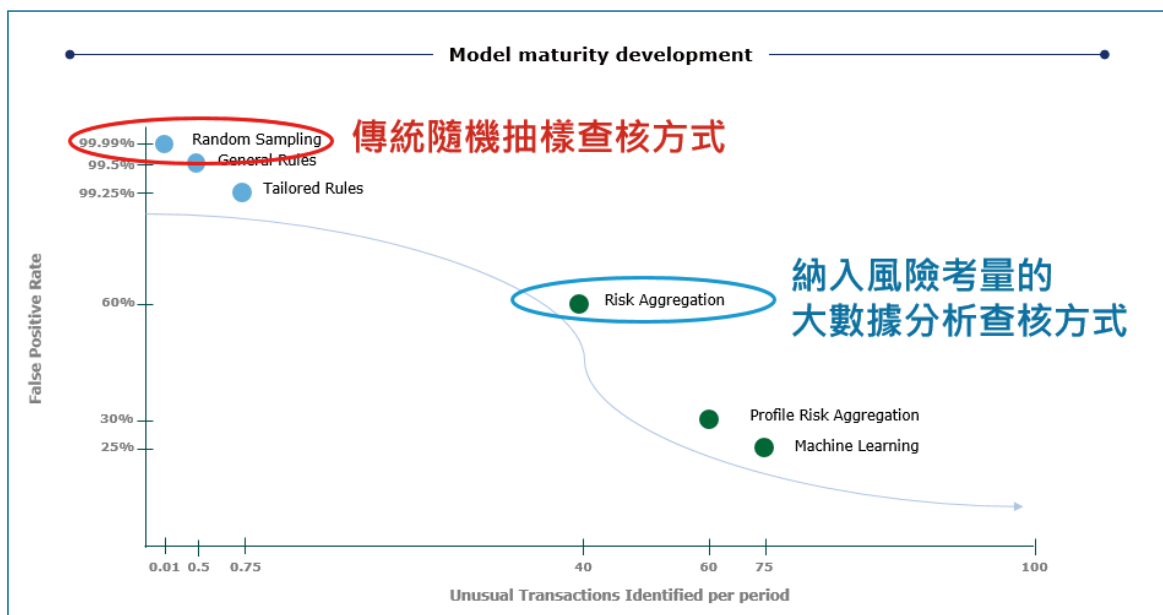 Model maturity development
99.99%
Random Sampling
傳統隨機抽樣查核方式
99.5%
General Rules
99.25%
Tailored Rules
False Positive Rate
60%
Risk Aggregation
納入風險考量的
大數據分析查核方式
30%
Profile Risk Aggregation
25%
Machine Learning
0.01
0.5
0.75
40
60
75
100
Unusual Transactions Identified per period